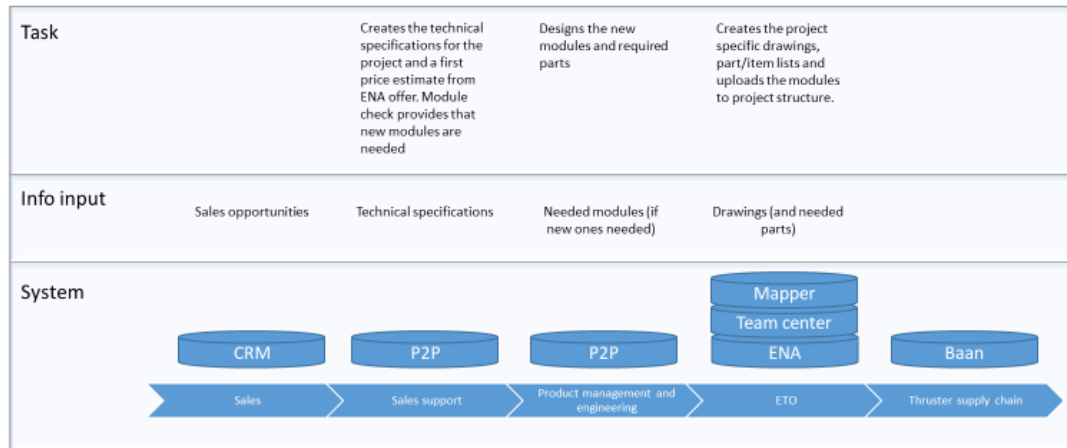 Task
Creates the technical
specifications for the
project and a first
price estimate from
ENA offer. Module
check provides that
new modules are
needed
Designs the new
modules and required
parts
Creates the project
specific drawings,
part/item lists and
uploads the modules
to project structure.
Info input
Sales opportunities
Technical specifications
Needed modules (if
new ones needed)
Drawings (and needed
parts)
System
CRM
P2P
P2P
Mapper
Team center
ENA
Baan
Sales
Sales support
Product management and
engineering
ETO
Thruster supply chain